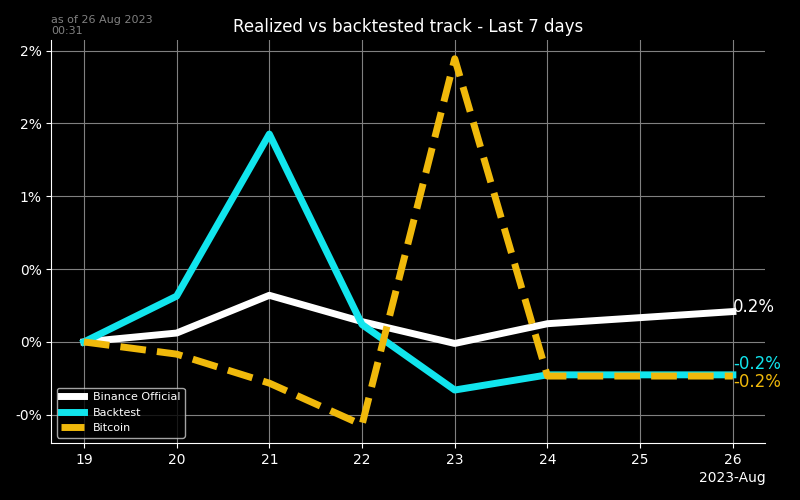 as of 26 Aug 2023
00:31
Realized vs backtested track - Last 7 days
2%
2%
1%
0%
0%
-0%
0.2%
-0.2%
-0.2%
Binance Official
Backtest
Bitcoin
19 20 21 22 23 24 25 26
2023-Aug